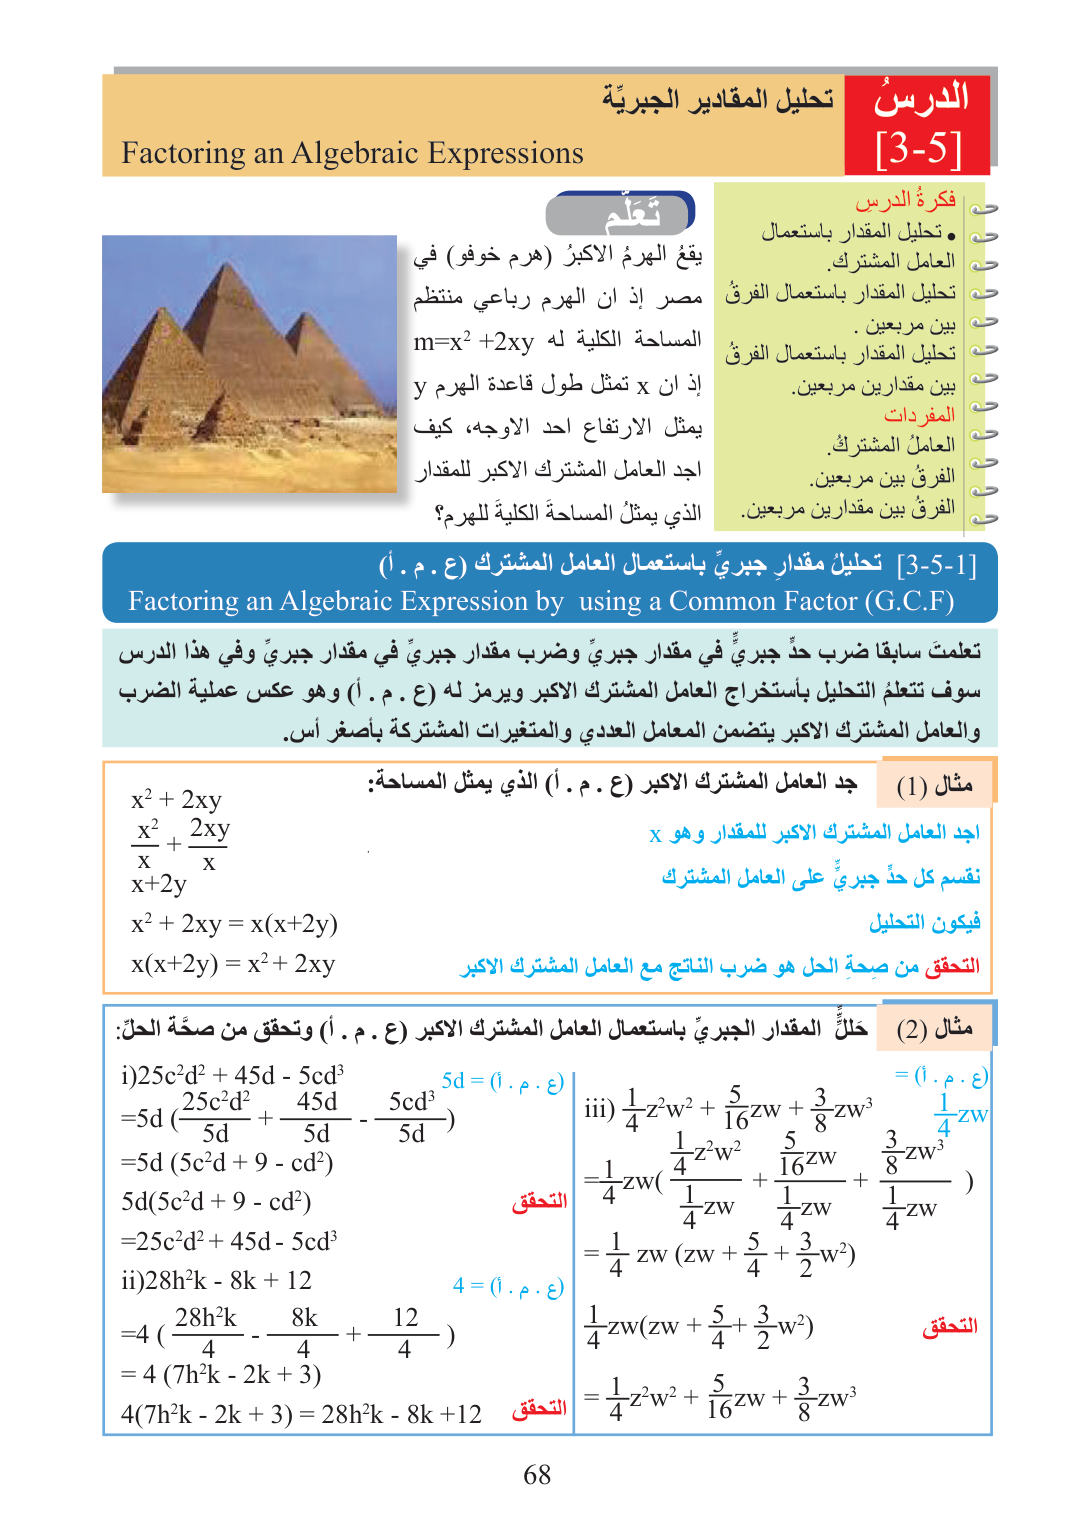 الدرسُ
[3-5]
تحليل المقادير الجبريِّة
Factoring an Algebraic Expressions
فكرةُ الدرسِ
• تحليل المقدار باستعمال
العامل المشترك.
تحليل المقدار باستعمال الفرقُ
بين مربعين .
تحليل المقدار باستعمال الفرقُ
بين مقدارين مربعين.
المفردات
العاملُ المشتركُ.
الفرقُ بين مربعين.
الفرقُ بين مقدارين مربعين.
تَعَلَّم
يقعُ الهرمُ الاكبرُ (هرم خوفو) في
مصر إذ ان الهرم رباعي منتظم
المساحة الكلية له m=x² +2xy
إذ ان x تمثل طول قاعدة الهرم y
يمثل الارتفاع احد الاوجه، كيف
اجد العامل المشترك الاكبر للمقدار
الذي يمثلُ المساحةَ الكليةَ للهرم؟
[3-5-1] تحليلُ مقدارِ جبريِّ باستعمال العامل المشترك (ع . م . أ)
Factoring an Algebraic Expression by using a Common Factor (G.C.F)
تعلمتَ سابقا ضرب حدٍّ جبريٍّ في مقدار جبريِّ وضرب مقدار جبريِّ في مقدار جبريِّ وفي هذا الدرس
سوف تتعلمُ التحليل بأستخراج العامل المشترك الاكبر ويرمز له (ع . م . أ) وهو عكس عملية الضرب
والعامل المشترك الاكبر يتضمن المعامل العددي والمتغيرات المشتركة بأصغر أس.
مثال (1) جد العامل المشترك الاكبر (ع . م . أ) الذي يمثل المساحة:
x² + 2xy
اجد العامل المشترك الاكبر للمقدار وهو x
x²/x + 2xy/x
نقسم كل حدٍّ جبريٍّ على العامل المشترك
x+2y
فيكون التحليل
x² + 2xy = x(x+2y)
التحقق من صِحةِ الحل هو ضرب الناتج مع العامل المشترك الاكبر
x(x+2y) = x² + 2xy
مثال (2) حَللٍّ المقدار الجبريِّ باستعمال العامل المشترك الاكبر (ع . م . أ) وتحقق من صحَّة الحلِّ:
i)25c²d² + 45d - 5cd³ (ع . م . أ) = 5d
=5d (25c²d²/5d + 45d/5d - 5cd³/5d)
=5d (5c²d + 9 - cd²)
5d(5c²d + 9 - cd²) التحقق
=25c²d² + 45d - 5cd³
ii)28h²k - 8k + 12 (ع . م . أ) = 4
=4 (28h²k/4 - 8k/4 + 12/4)
= 4 (7h²k - 2k + 3)
4(7h²k - 2k + 3) = 28h²k - 8k +12 التحقق
(ع . م . أ) =
iii) 1/4 z²w² + 5/16 zw + 3/8 zw³ 1/4 zw
= 1/4 zw( 1/4 z²w² / 1/4 zw + 5/16 zw / 1/4 zw + 3/8 zw³ / 1/4 zw )
= 1/4 zw (zw + 5/4 + 3/2 w²)
1/4 zw(zw + 5/4 + 3/2 w²) التحقق
= 1/4 z²w² + 5/16 zw + 3/8 zw³
68